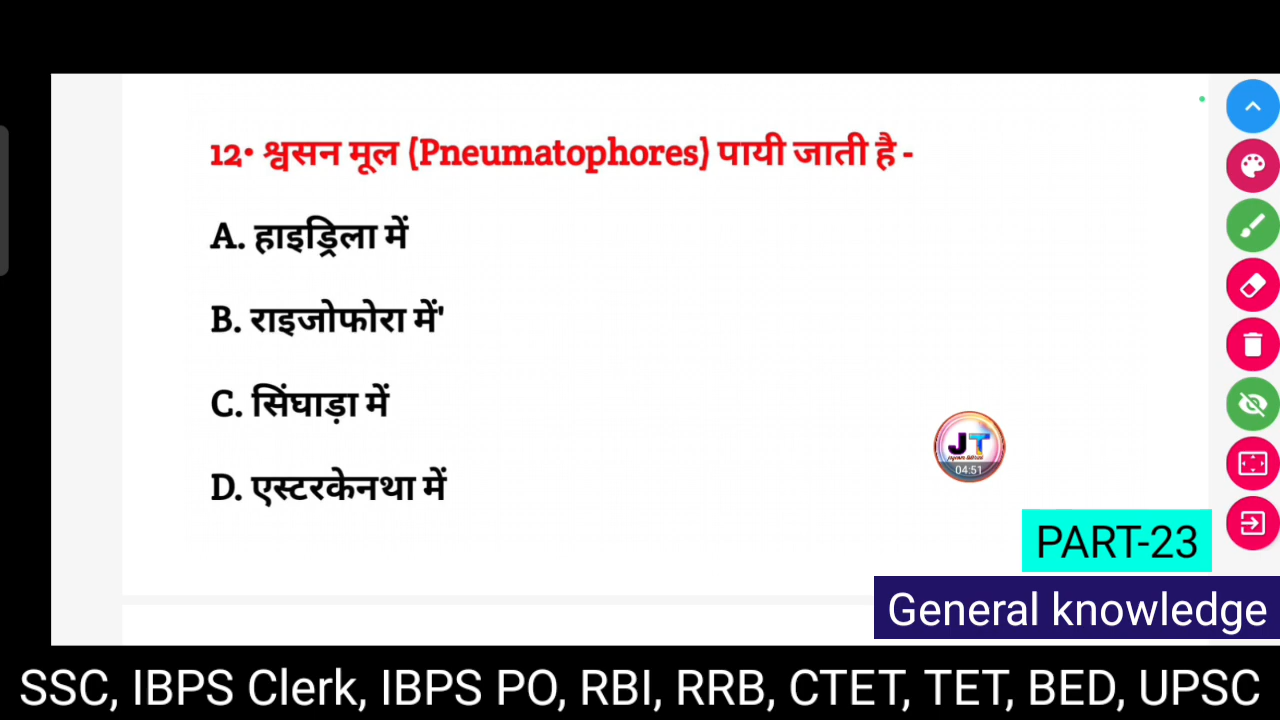 12• श्वसन मूल (Pneumatophores) पायी जाती है -
A. हाइड्रिला में
B. राइजोफोरा में'
C. सिंघाड़ा में
D. एस्टरकेनथा में
JT
04:51
PART-23
General knowledge
SSC, IBPS Clerk, IBPS PO, RBI, RRB, CTET, TET, BED, UPSC